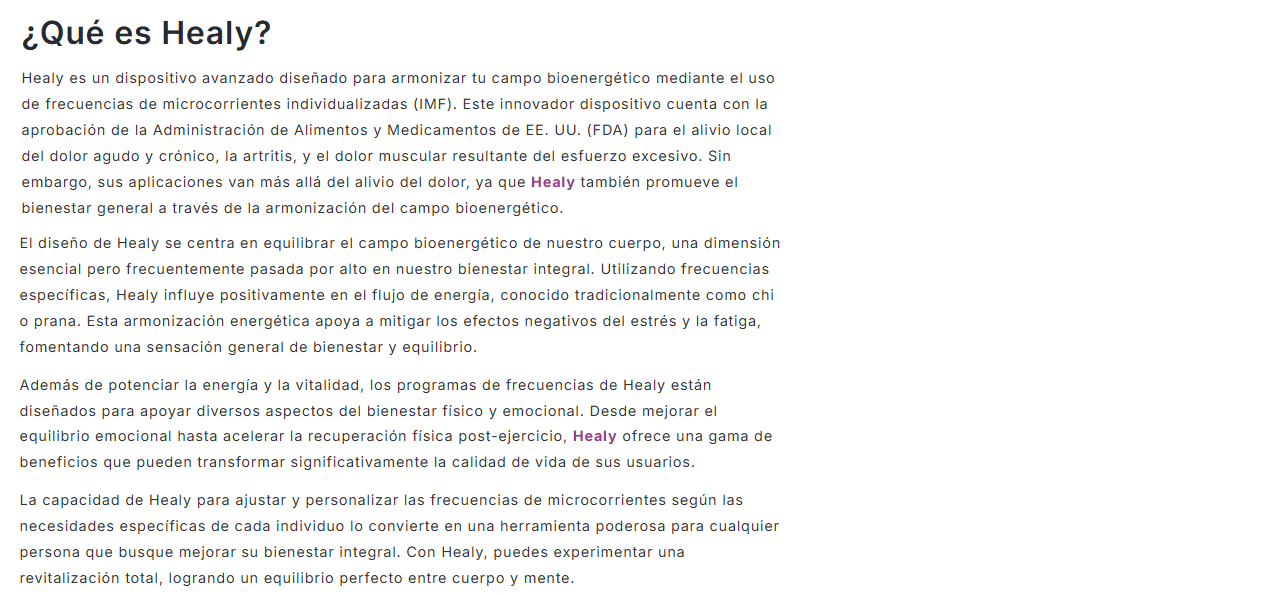 ¿Qué es Healy?
Healy es un dispositivo avanzado diseñado para armonizar tu campo bioenergético mediante el uso
de frecuencias de microcorrientes individualizadas (IMF). Este innovador dispositivo cuenta con la
aprobación de la Administración de Alimentos y Medicamentos de EE. UU. (FDA) para el alivio local
del dolor agudo y crónico, la artritis, y el dolor muscular resultante del esfuerzo excesivo. Sin
embargo, sus aplicaciones van más allá del alivio del dolor, ya que Healy también promueve el
bienestar general a través de la armonización del campo bioenergético.
El diseño de Healy se centra en equilibrar el campo bioenergético de nuestro cuerpo, una dimensión
esencial pero frecuentemente pasada por alto en nuestro bienestar integral. Utilizando frecuencias
específicas, Healy influye positivamente en el flujo de energía, conocido tradicionalmente como chi
o prana. Esta armonización energética apoya a mitigar los efectos negativos del estrés y la fatiga,
fomentando una sensación general de bienestar y equilibrio.
Además de potenciar la energía y la vitalidad, los programas de frecuencias de Healy están
diseñados para apoyar diversos aspectos del bienestar físico y emocional. Desde mejorar el
equilibrio emocional hasta acelerar la recuperación física post-ejercicio, Healy ofrece una gama de
beneficios que pueden transformar significativamente la calidad de vida de sus usuarios.
La capacidad de Healy para ajustar y personalizar las frecuencias de microcorrientes según las
necesidades específicas de cada individuo lo convierte en una herramienta poderosa para cualquier
persona que busque mejorar su bienestar integral. Con Healy, puedes experimentar una
revitalización total, logrando un equilibrio perfecto entre cuerpo y mente.